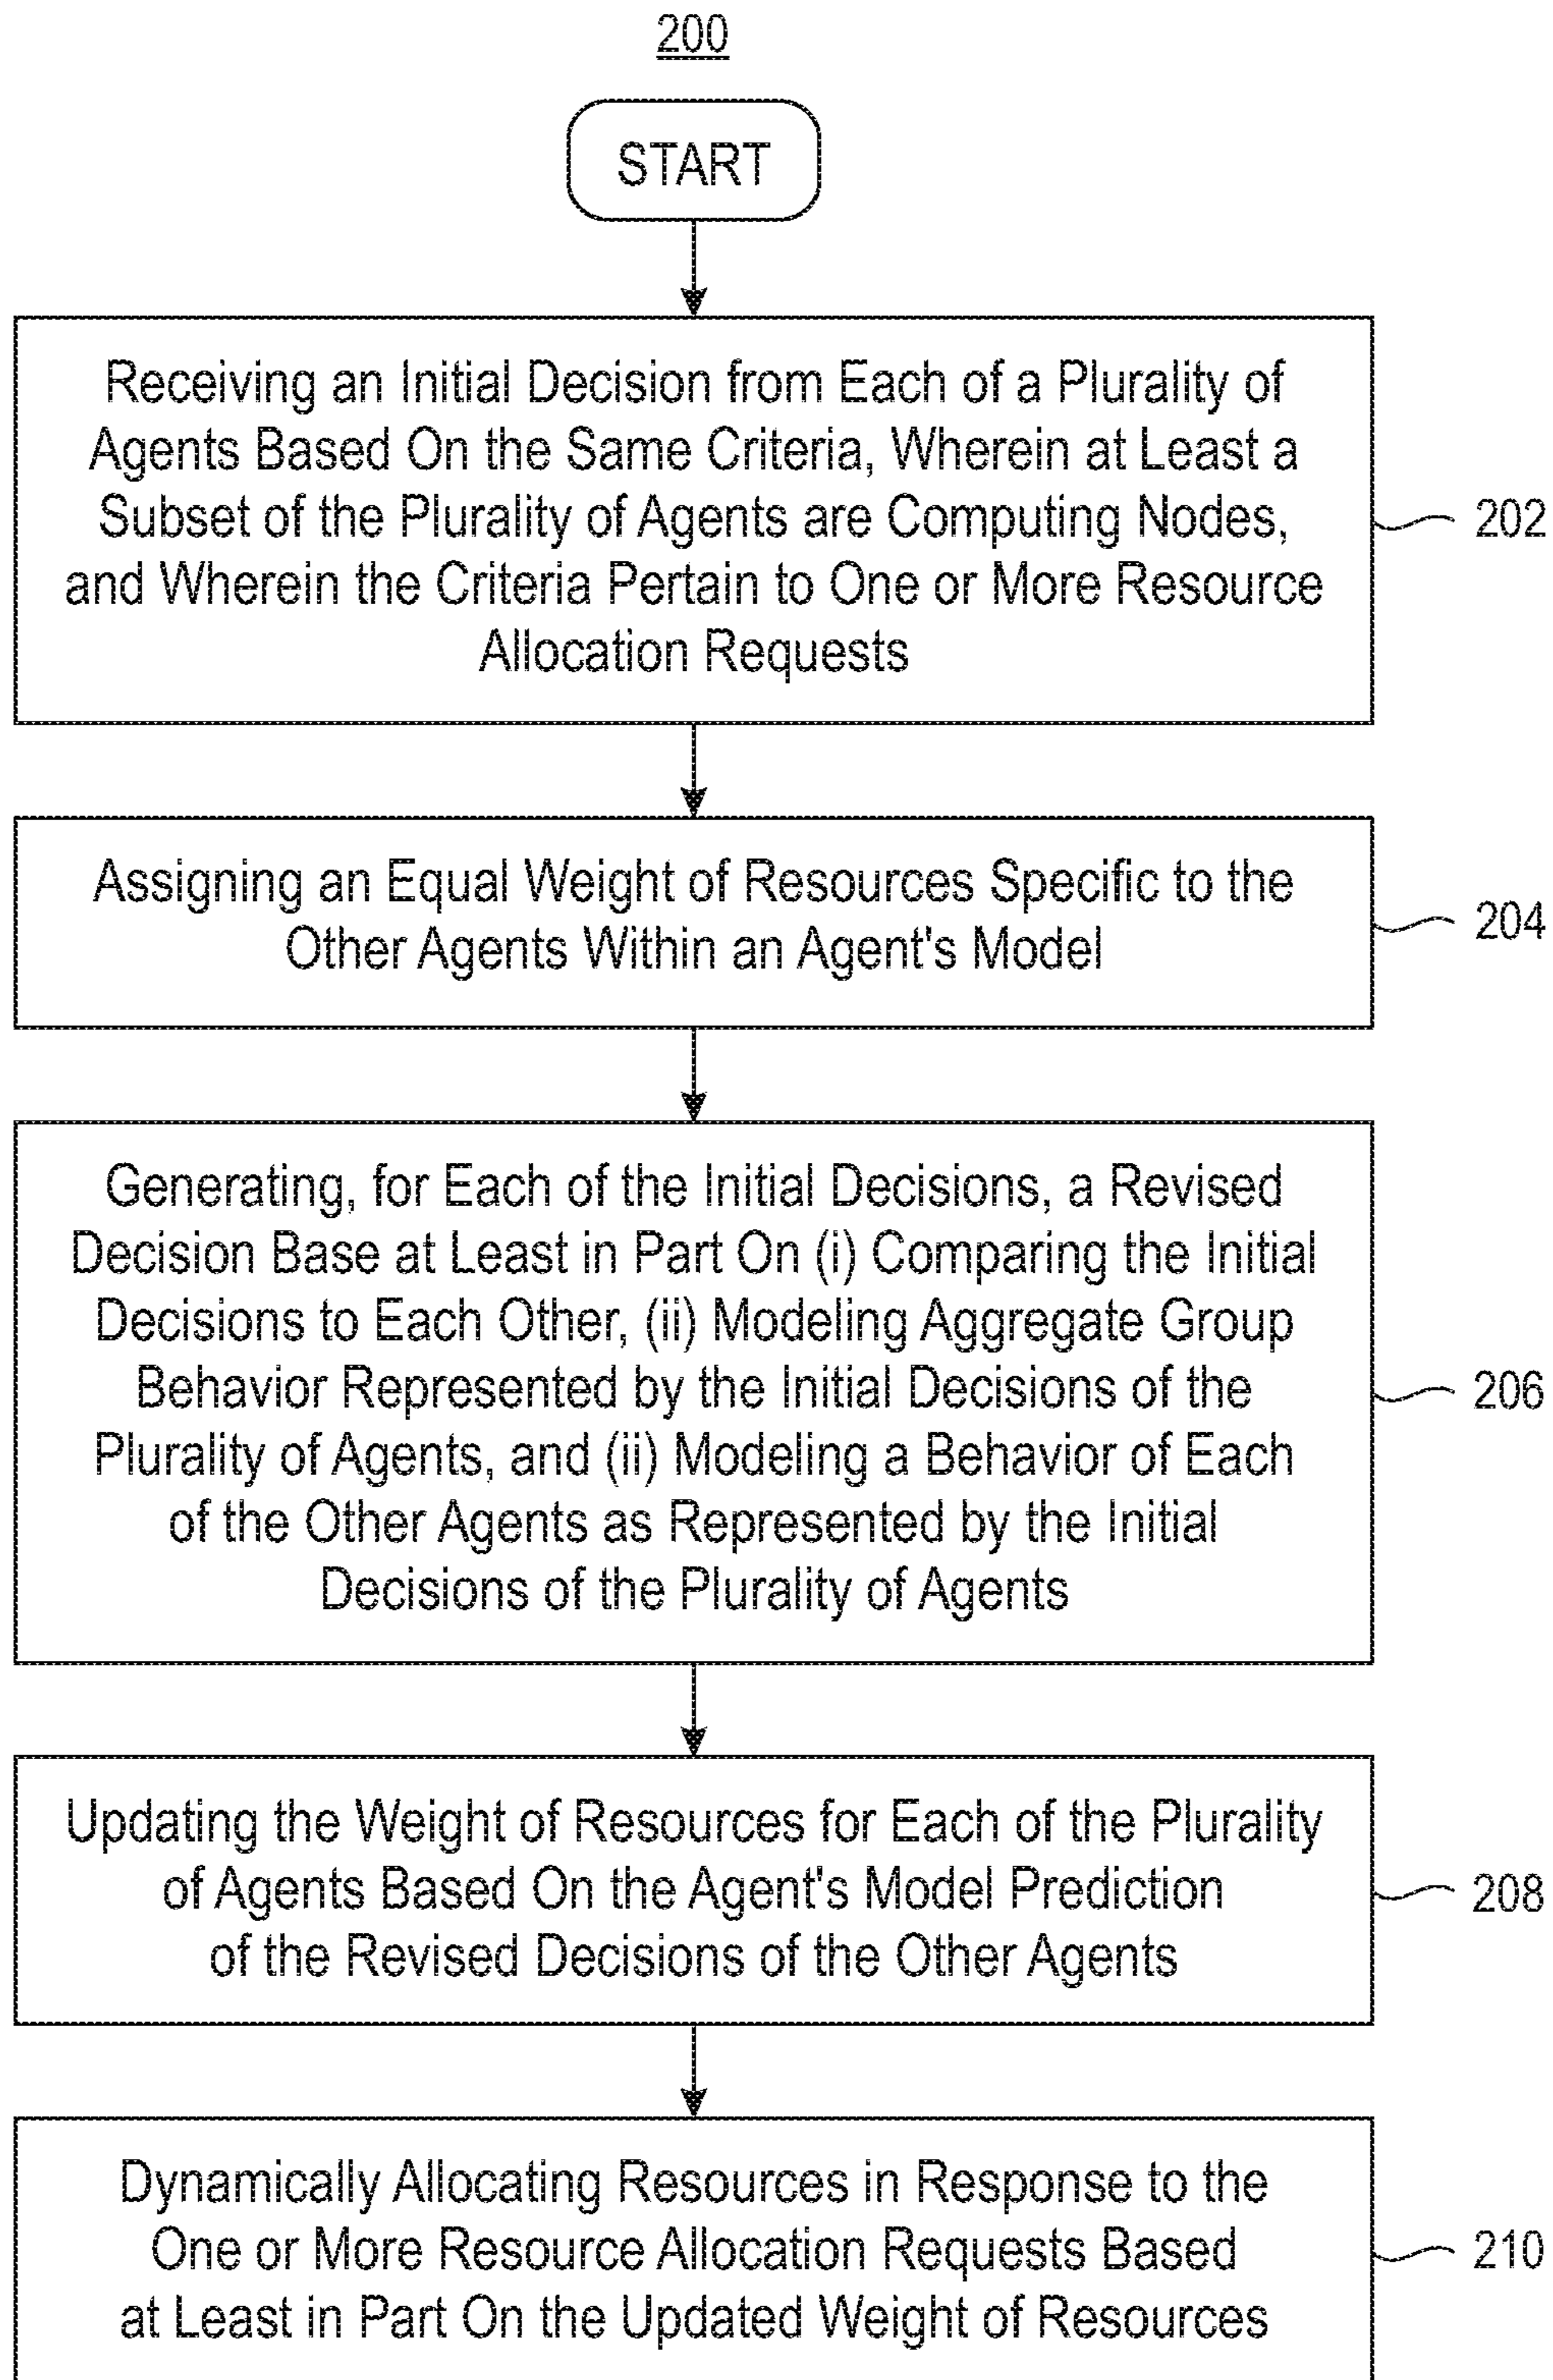 200
START
Receiving an Initial Decision from Each of a Plurality of
Agents Based On the Same Criteria, Wherein at Least a
Subset of the Plurality of Agents are Computing Nodes,
and Wherein the Criteria Pertain to One or More Resource
Allocation Requests
202
Assigning an Equal Weight of Resources Specific to the
Other Agents Within an Agent's Model
204
Generating, for Each of the Initial Decisions, a Revised
Decision Base at Least in Part On (i) Comparing the Initial
Decisions to Each Other, (ii) Modeling Aggregate Group
Behavior Represented by the Initial Decisions of the
Plurality of Agents, and (ii) Modeling a Behavior of Each
of the Other Agents as Represented by the Initial
Decisions of the Plurality of Agents
206
Updating the Weight of Resources for Each of the Plurality
of Agents Based On the Agent's Model Prediction
of the Revised Decisions of the Other Agents
208
Dynamically Allocating Resources in Response to the
One or More Resource Allocation Requests Based
at Least in Part On the Updated Weight of Resources
210